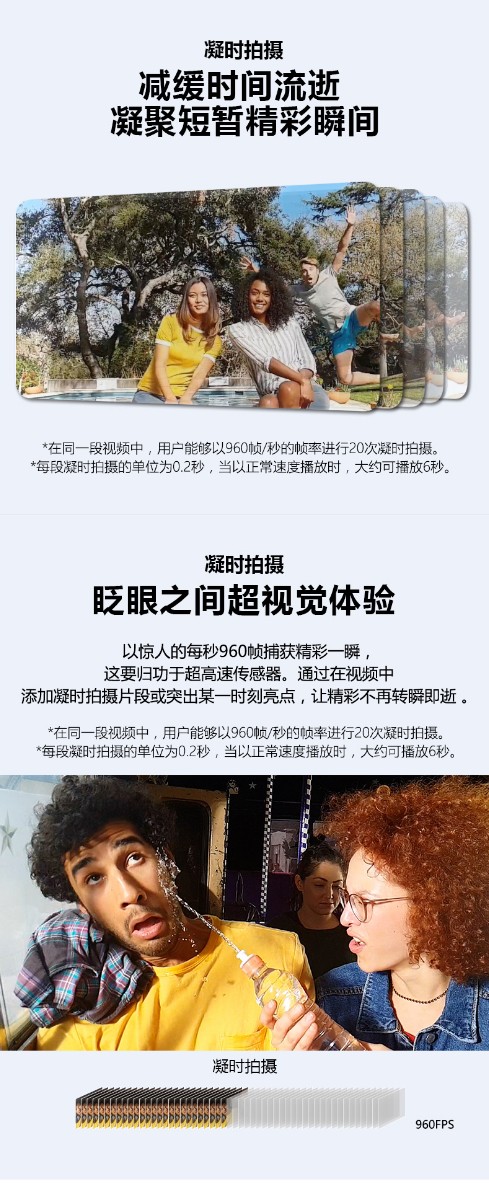 凝时拍摄
减缓时间流逝
凝聚短暂精彩瞬间
*在同一段视频中，用户能够以960帧/秒的帧率进行20次凝时拍摄。
*每段凝时拍摄的单位为0.2秒，当以正常速度播放时，大约可播放6秒。
凝时拍摄
眨眼之间超视觉体验
以惊人的每秒960帧捕获精彩一瞬，
这要归功于超高速传感器。通过在视频中
添加凝时拍摄片段或突出某一时刻亮点，让精彩不再转瞬即逝 。
*在同一段视频中，用户能够以960帧/秒的帧率进行20次凝时拍摄。
*每段凝时拍摄的单位为0.2秒，当以正常速度播放时，大约可播放6秒。
凝时拍摄
960FPS